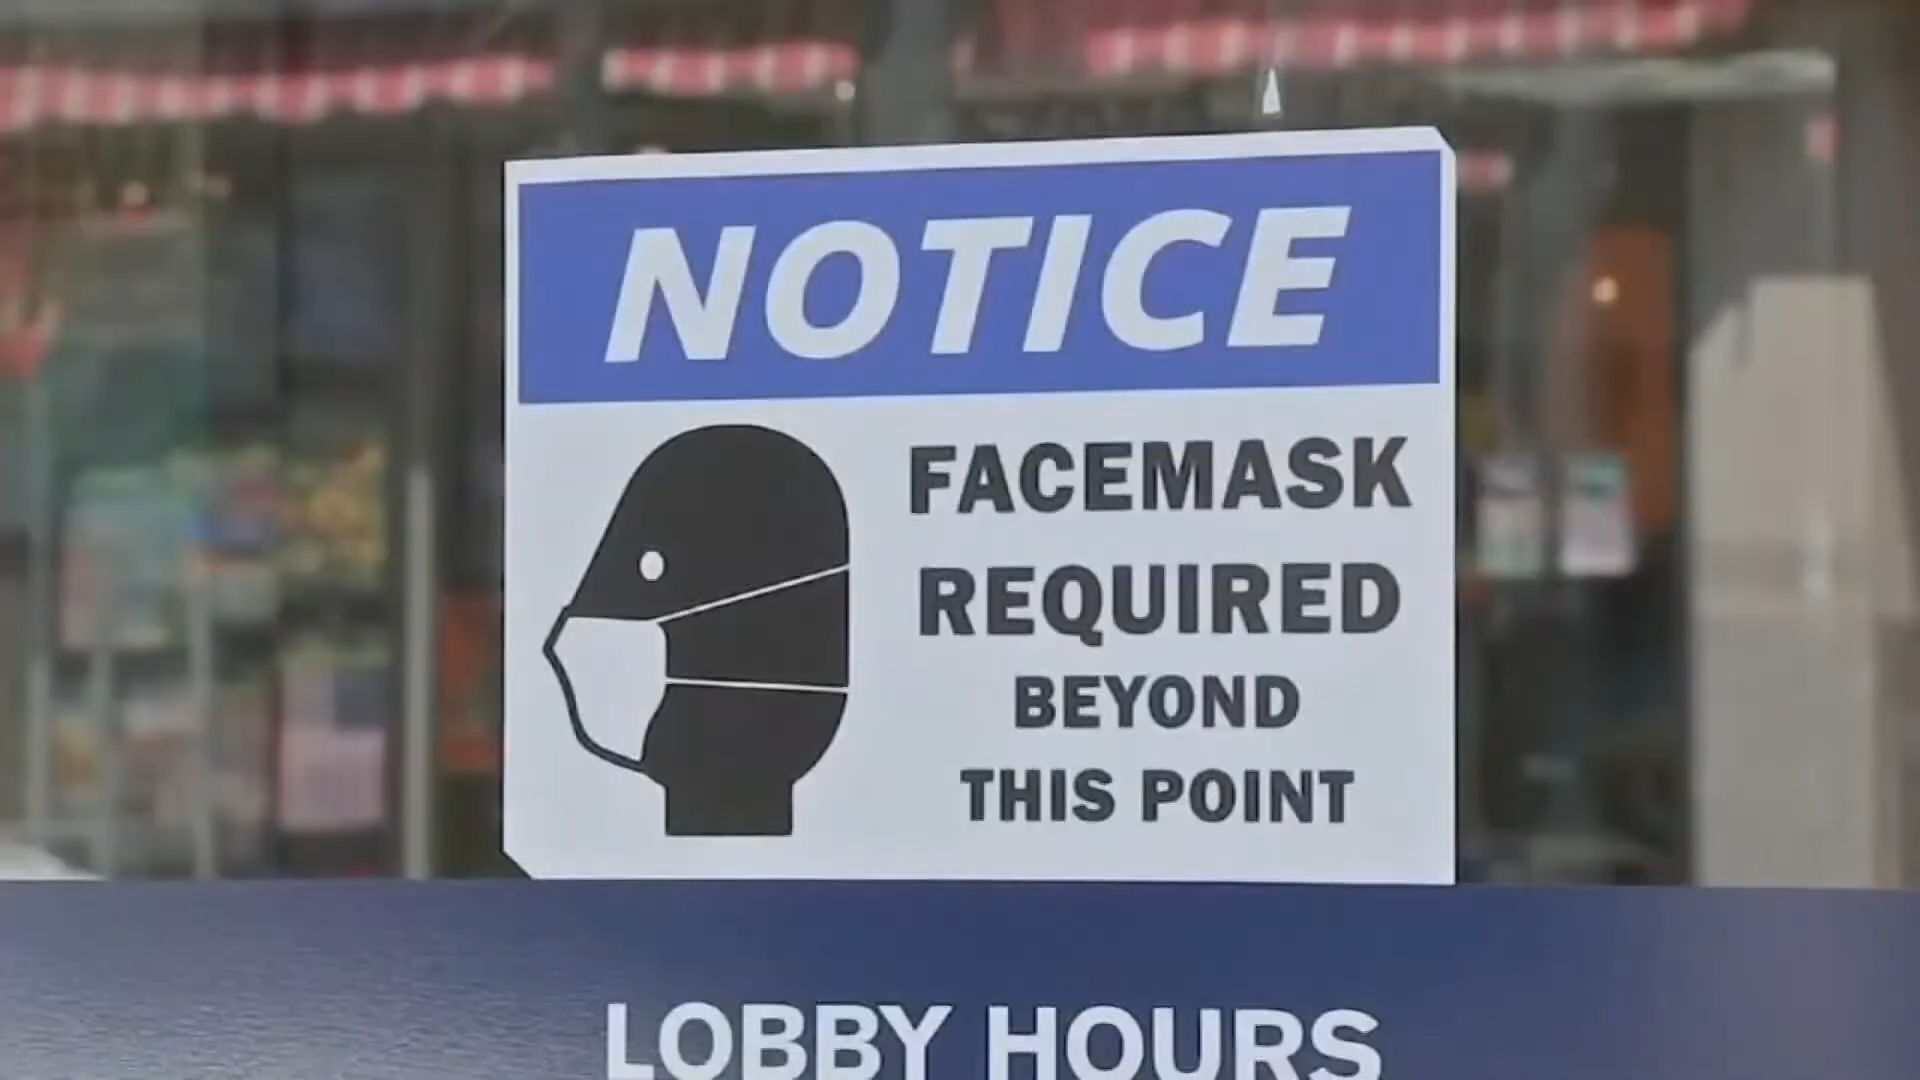 NOTICE
FACEMASK
REQUIRED
BEYOND
THIS POINT
LOBBY HOURS